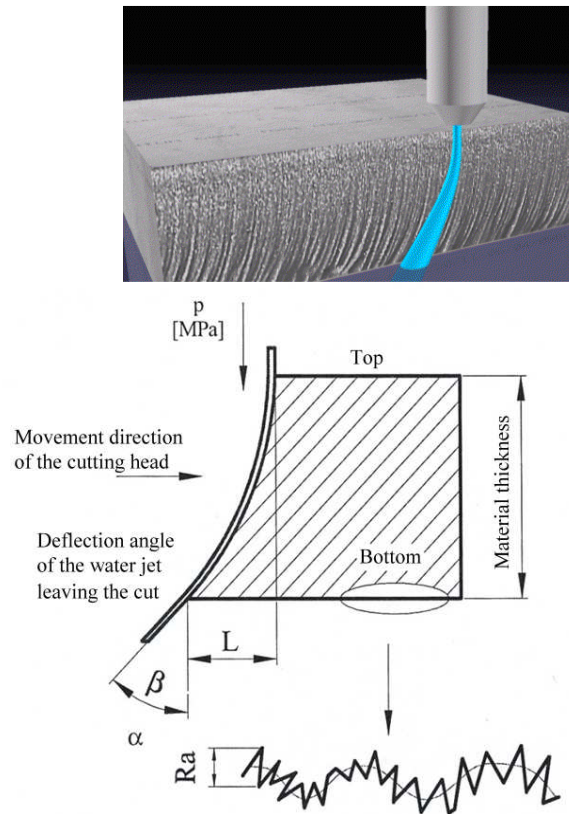 p
[MPa]
Top
Movement direction
of the cutting head
Material thickness
Deflection angle
of the water jet
leaving the cut
Bottom
L
β
α
Ra